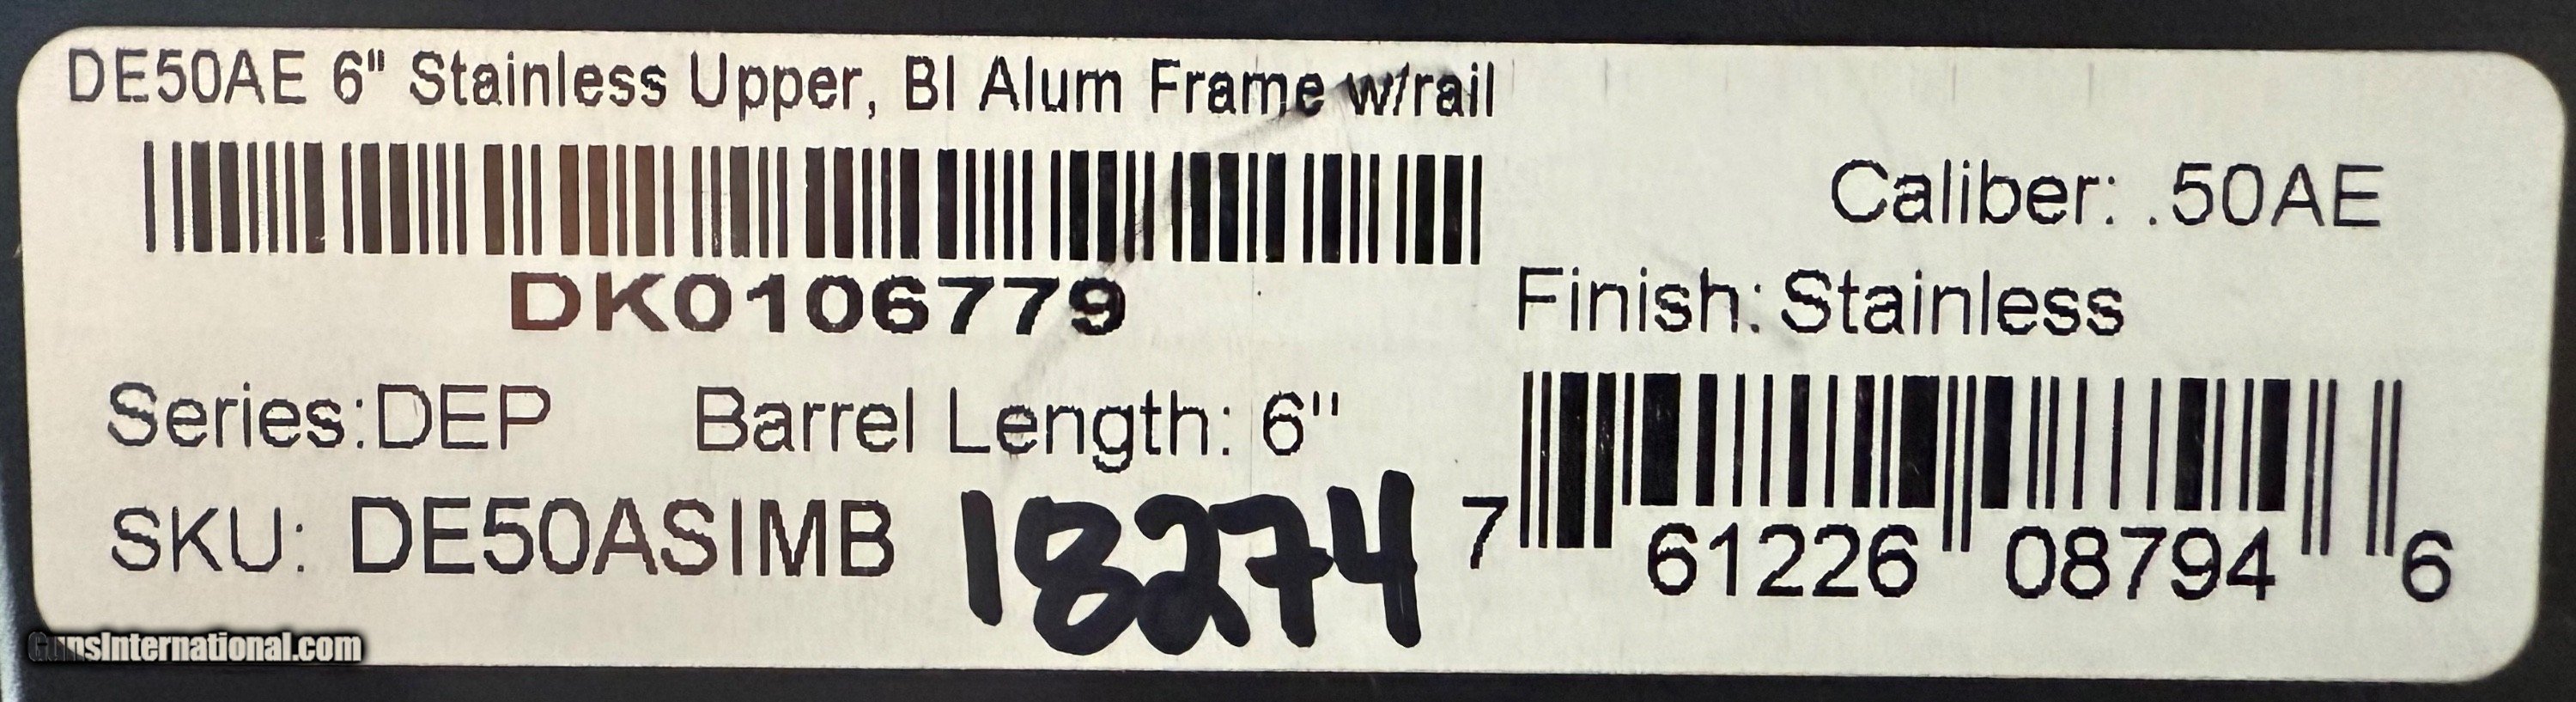 DE50AE 6" Stainless Upper, Bl Alum Frame w/rail
Caliber: .50AE
DK0106779
Finish: Stainless
Series:DEP Barrel Length: 6"
SKU: DE50ASIMB 18274
7 61226 08794 6
GunsInternational.com